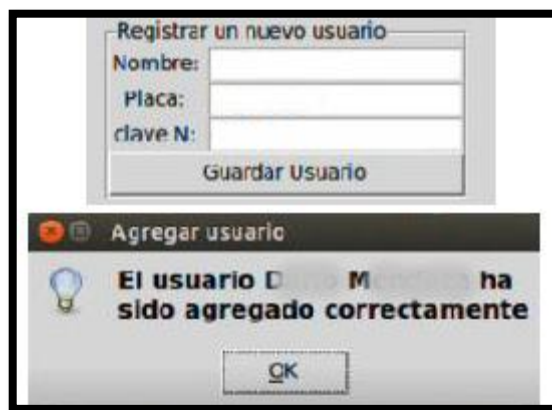 Registrar un nuevo usuario
Nombre:
Placa:
clave N:
Guardar Usuario
Agregar usuario
El usuario D M ha
sido agregado correctamente
OK